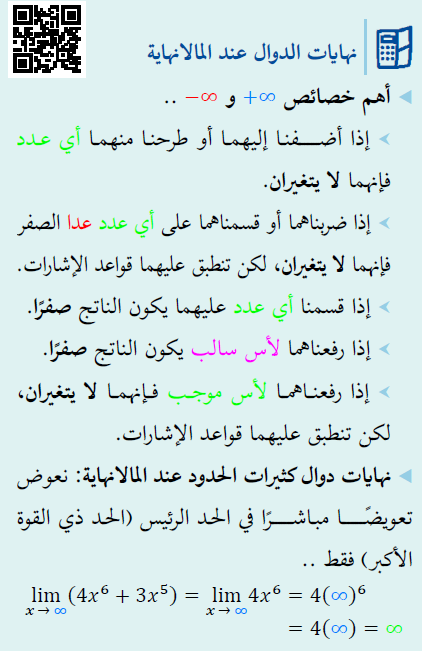 نهايات الدوال عند المالانهاية
أهم خصائص ∞+ و ∞− ..
إذا أضفنا إليهما أو طرحنا منهما أي عدد
فإنهما لا يتغيران.
إذا ضربناهما أو قسمناهما على أي عدد عدا الصفر
فإنهما لا يتغيران، لكن تنطبق عليهما قواعد الإشارات.
إذا قسمنا أي عدد عليهما يكون الناتج صفرًا.
إذا رفعناهما لأس سالب يكون الناتج صفرًا.
إذا رفعناهما لأس موجب فإنهما لا يتغيران،
لكن تنطبق عليهما قواعد الإشارات.
نهايات دوال كثيرات الحدود عند المالانهاية: نعوض
تعويضًا مباشرًا في الحد الرئيس (الحد ذي القوة
الأكبر) فقط ..
lim x→∞ (4x⁶ + 3x⁵) = lim x→∞ 4x⁶ = 4(∞)⁶
= 4(∞) = ∞